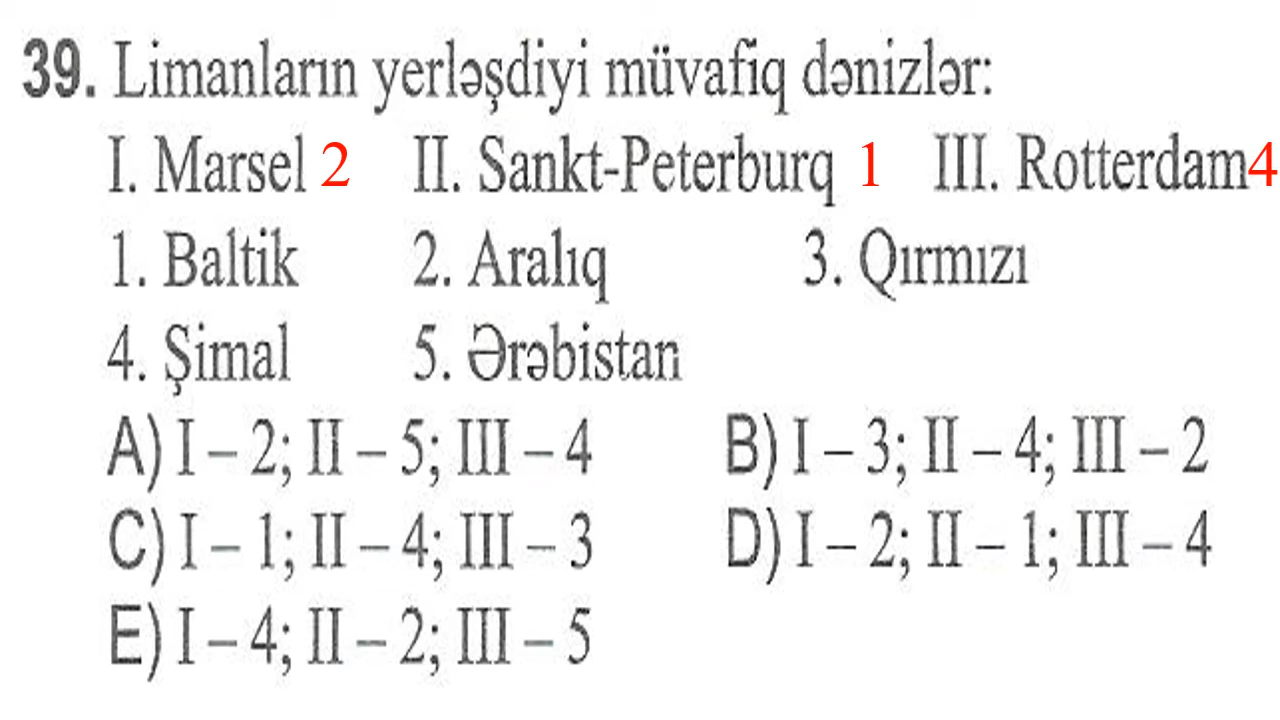 39. Limanların yerləşdiyi müvafiq dənizlər:
I. Marsel 2 II. Sankt-Peterburq 1 III. Rotterdam4
1. Baltik 2. Aralıq 3. Qırmızı
4. Şimal 5. Ərəbistan
A) I – 2; II – 5; III – 4 B) I – 3; II – 4; III – 2
C) I – 1; II – 4; III – 3 D) I – 2; II – 1; III – 4
E) I – 4; II – 2; III – 5